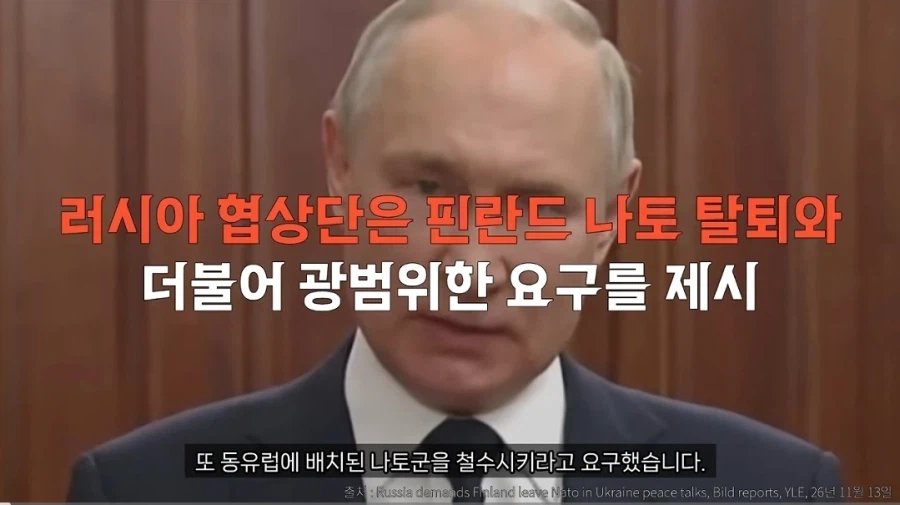 러시아 협상단은 핀란드 나토 탈퇴와
더불어 광범위한 요구를 제시
또 동유럽에 배치된 나토군을 철수시키라고 요구했습니다.
출처 : Russia demands Finland leave Nato in Ukraine peace talks, Bild reports, YLE, 26년 11월 13일